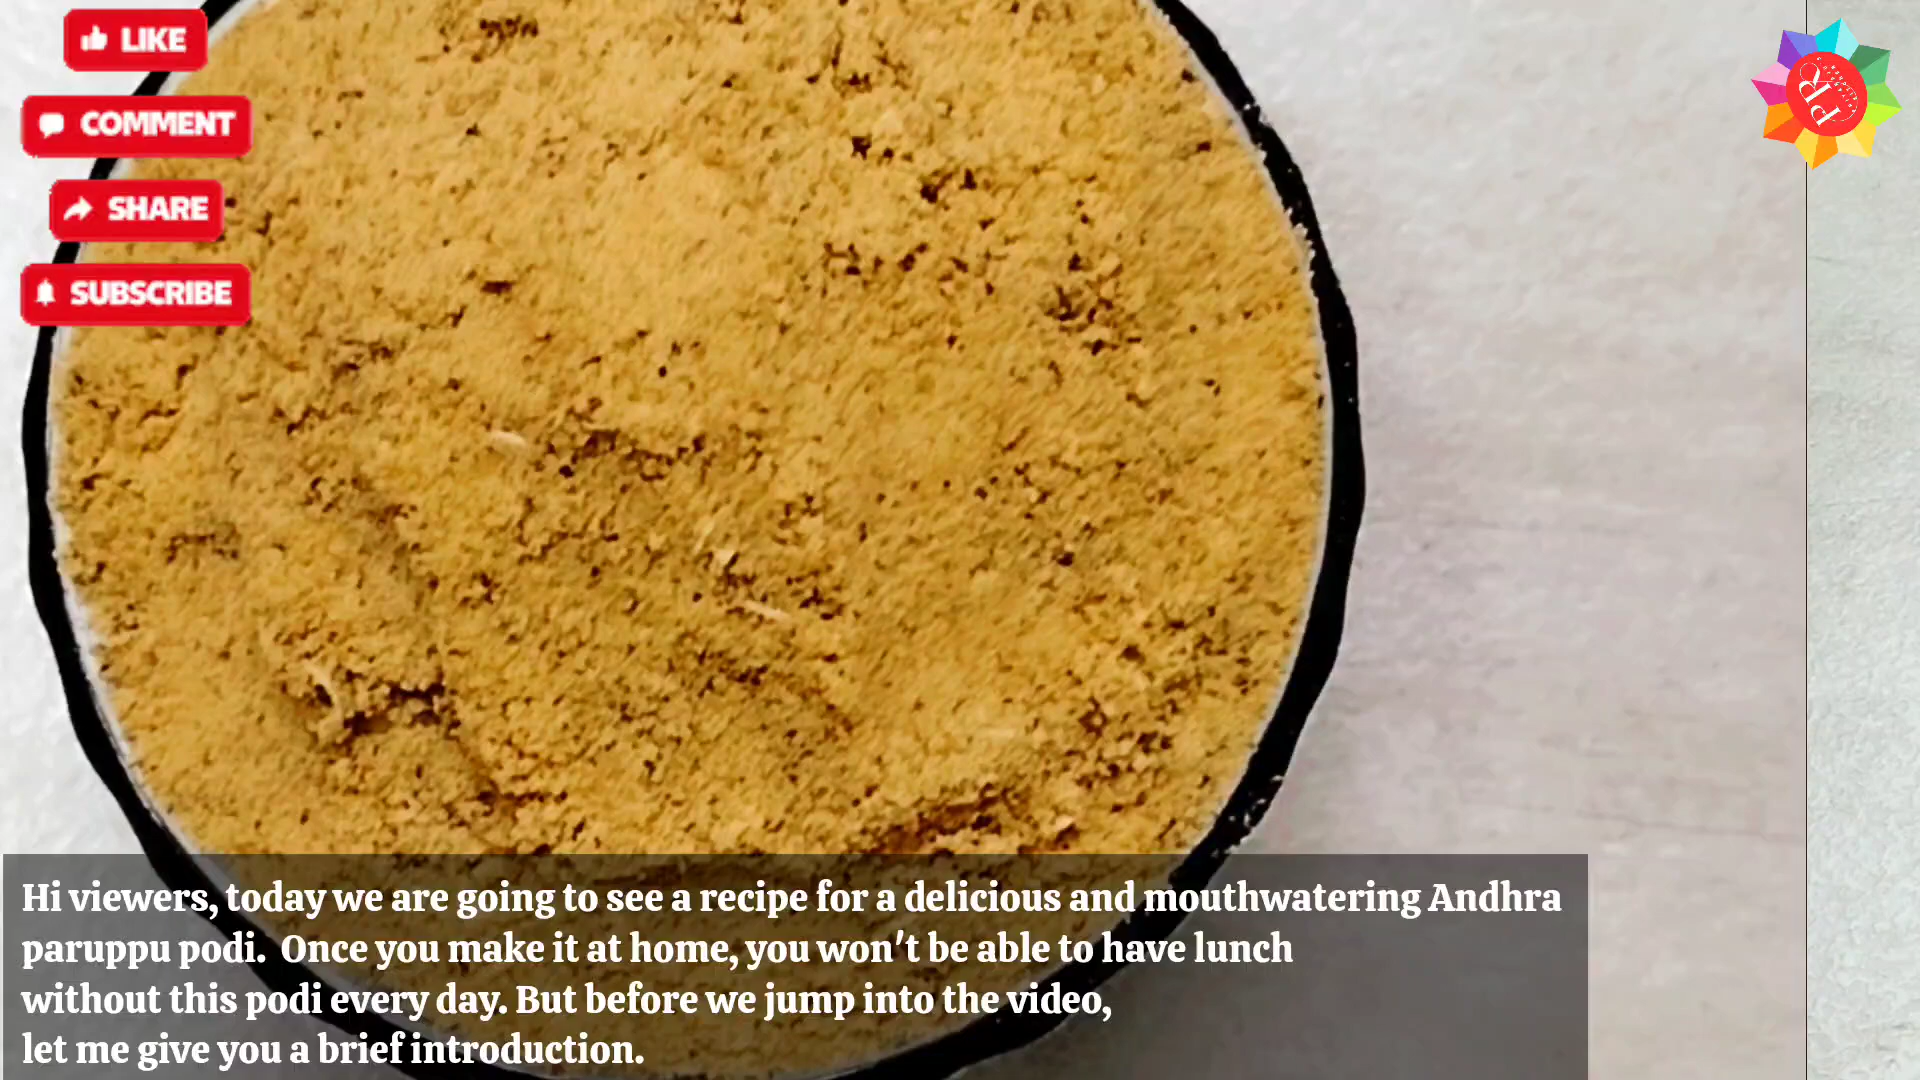 LIKE
COMMENT
SHARE
SUBSCRIBE
Hi viewers, today we are going to see a recipe for a delicious and mouthwatering Andhra
paruppu podi. Once you make it at home, you won't be able to have lunch
without this podi every day. But before we jump into the video,
let me give you a brief introduction.